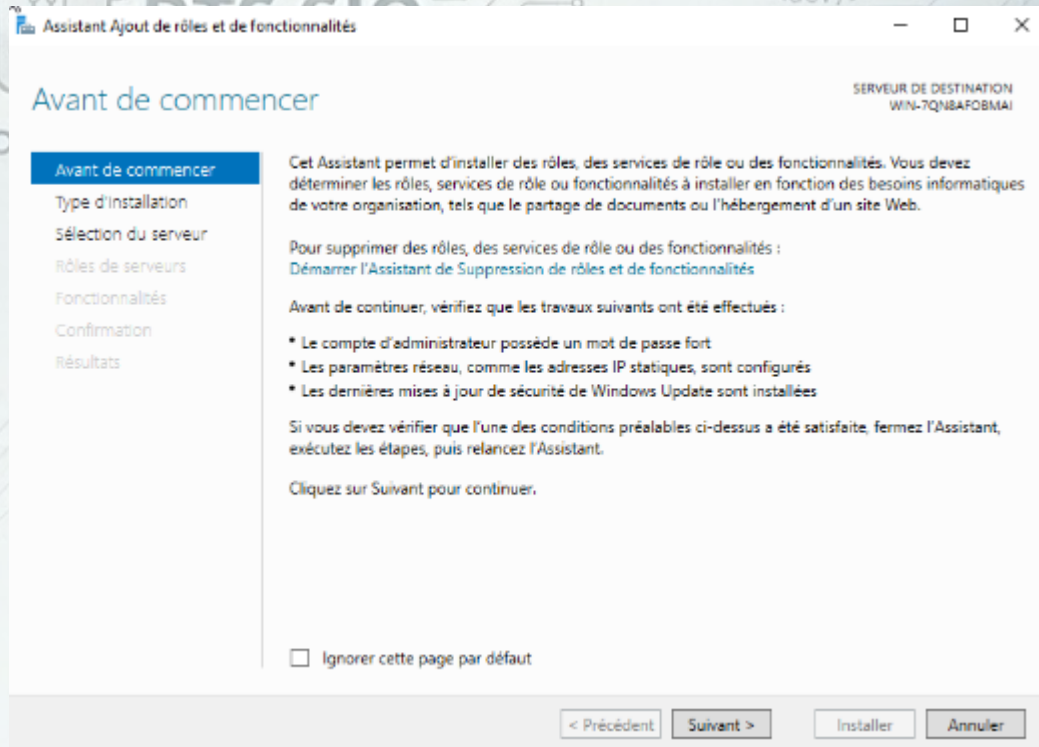 BTS SIO
Assistant Ajout de rôles et de fonctionnalités
Avant de commencer
SERVEUR DE DESTINATION
WIN-7QN8AFOBMAI
Avant de commencer
Type d'installation
Sélection du serveur
Rôles de serveurs
Fonctionnalités
Confirmation
Résultats
Cet Assistant permet d'installer des rôles, des services de rôle ou des fonctionnalités. Vous devez
déterminer les rôles, services de rôle ou fonctionnalités à installer en fonction des besoins informatiques
de votre organisation, tels que le partage de documents ou l'hébergement d'un site Web.
Pour supprimer des rôles, des services de rôle ou des fonctionnalités :
Démarrer l'Assistant de Suppression de rôles et de fonctionnalités
Avant de continuer, vérifiez que les travaux suivants ont été effectués :
* Le compte d'administrateur possède un mot de passe fort
* Les paramètres réseau, comme les adresses IP statiques, sont configurés
* Les dernières mises à jour de sécurité de Windows Update sont installées
Si vous devez vérifier que l'une des conditions préalables ci-dessus a été satisfaite, fermez l'Assistant,
exécutez les étapes, puis relancez l'Assistant.
Cliquez sur Suivant pour continuer.
Ignorer cette page par défaut
< Précédent
Suivant >
Installer
Annuler